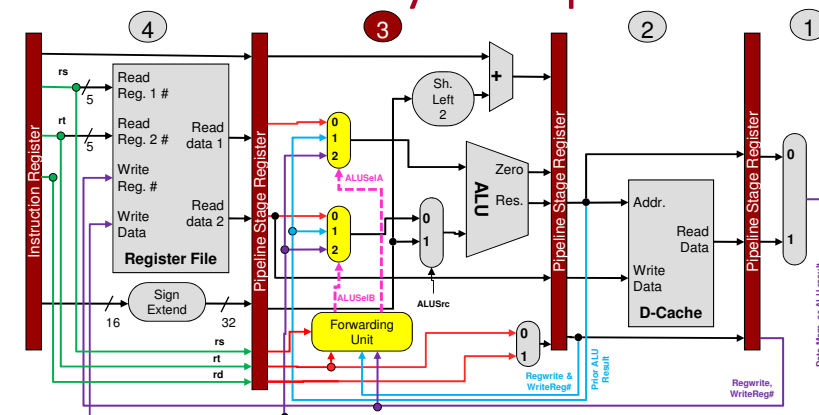 4
3
2
1
Instruction Register
rs
5
rt
5
Read
Reg. 1 #
Read
Reg. 2 #
Write
Reg. #
Write
Data
Read
data 1
Read
data 2
Register File
16
Sign
Extend
32
rs
rt
rd
Pipeline Stage Register
0
1
2
ALUSelA
0
1
2
ALUSelB
Forwarding
Unit
Sh.
Left
2
+
0
1
ALUSrc
ALU
Zero
Res.
0
1
Regwrite &
WriteReg#
Pipeline Stage Register
Prior ALU
Result
Addr.
Read
Data
Write
Data
D-Cache
Pipeline Stage Register
0
1
Regwrite,
WriteReg#